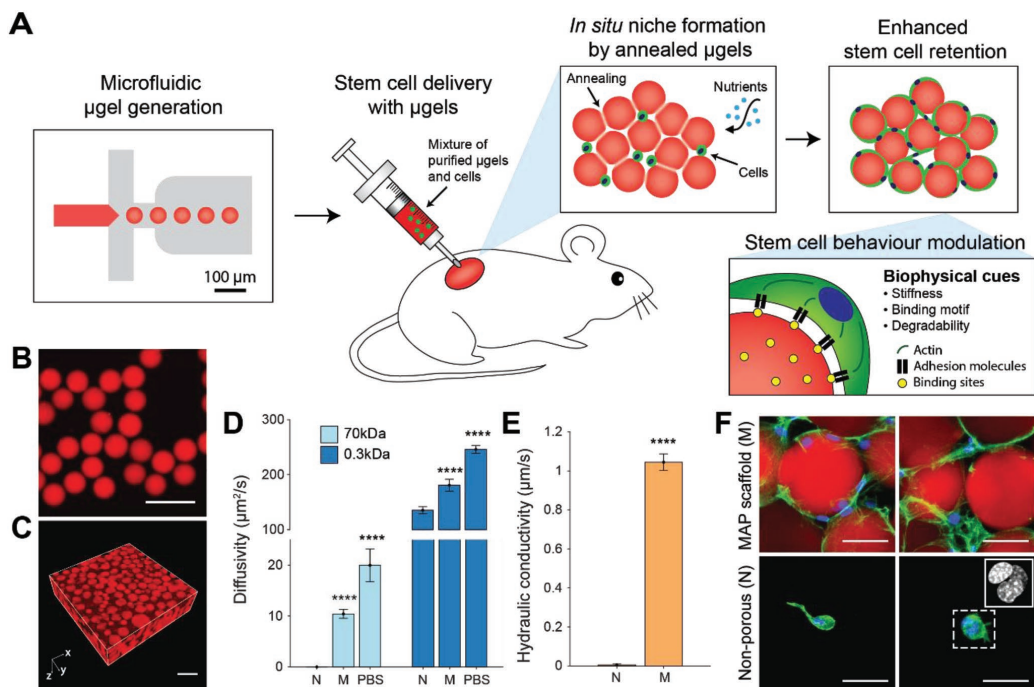 A
Microfluidic
µgel generation
100 µm
Stem cell delivery
with µgels
Mixture of
purified µgels
and cells
In situ niche formation
by annealed µgels
Annealing
Nutrients
Cells
Enhanced
stem cell retention
Stem cell behaviour modulation
Biophysical cues
• Stiffness
• Binding motif
• Degradability
Actin
Adhesion molecules
Binding sites
B
C
x
y
z
D
Diffusivity (µm²/s)
300
200
100
20
10
0
70kDa
0.3kDa
****
****
****
****
N M PBS
N M PBS
E
Hydraulic conductivity (µm/s)
1.2
1
0.8
0.6
0.4
0.2
0
****
N M
F
MAP scaffold (M)
Non-porous (N)